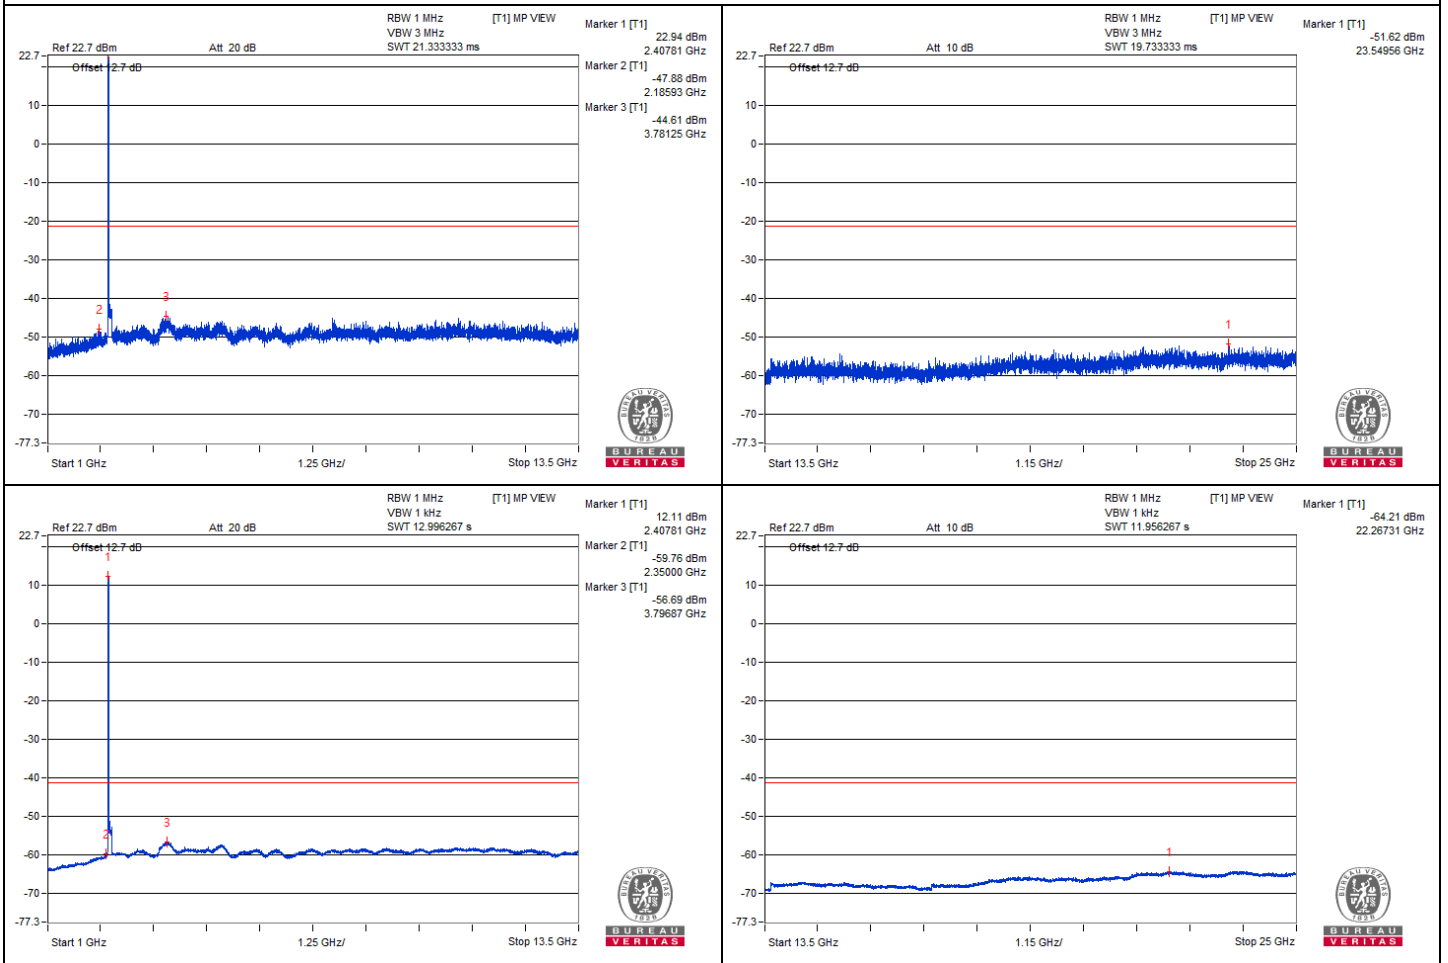 RBW 1 MHz [T1] MP VIEW
VBW 3 MHz
Ref 22.7 dBm Att 20 dB SWT 21.333333 ms
Marker 1 [T1]
22.94 dBm
2.40781 GHz
Marker 2 [T1]
-47.88 dBm
2.18593 GHz
Marker 3 [T1]
-44.61 dBm
3.78125 GHz
22.7
Offset 12.7 dB
10
0
-10
-20
-30
-40
-50
-60
-70
-77.3
2
3
Start 1 GHz 1.25 GHz/ Stop 13.5 GHz
BUREAU VERITAS
1828
BUREAU
VERITAS
RBW 1 MHz [T1] MP VIEW
VBW 3 MHz
Ref 22.7 dBm Att 10 dB SWT 19.733333 ms
Marker 1 [T1]
-51.62 dBm
23.54956 GHz
22.7
Offset 12.7 dB
10
0
-10
-20
-30
-40
-50
-60
-70
-77.3
1
Start 13.5 GHz 1.15 GHz/ Stop 25 GHz
BUREAU VERITAS
1828
BUREAU
VERITAS
RBW 1 MHz [T1] MP VIEW
VBW 1 kHz
Ref 22.7 dBm Att 20 dB SWT 12.996267 s
Marker 1 [T1]
12.11 dBm
2.40781 GHz
Marker 2 [T1]
-59.76 dBm
2.35000 GHz
Marker 3 [T1]
-56.69 dBm
3.79687 GHz
22.7
Offset 12.7 dB
1
10
0
-10
-20
-30
-40
-50
-60
-70
-77.3
2
3
Start 1 GHz 1.25 GHz/ Stop 13.5 GHz
BUREAU VERITAS
1828
BUREAU
VERITAS
RBW 1 MHz [T1] MP VIEW
VBW 1 kHz
Ref 22.7 dBm Att 10 dB SWT 11.956267 s
Marker 1 [T1]
-64.21 dBm
22.26731 GHz
22.7
Offset 12.7 dB
10
0
-10
-20
-30
-40
-50
-60
-70
-77.3
1
Start 13.5 GHz 1.15 GHz/ Stop 25 GHz
BUREAU VERITAS
1828
BUREAU
VERITAS